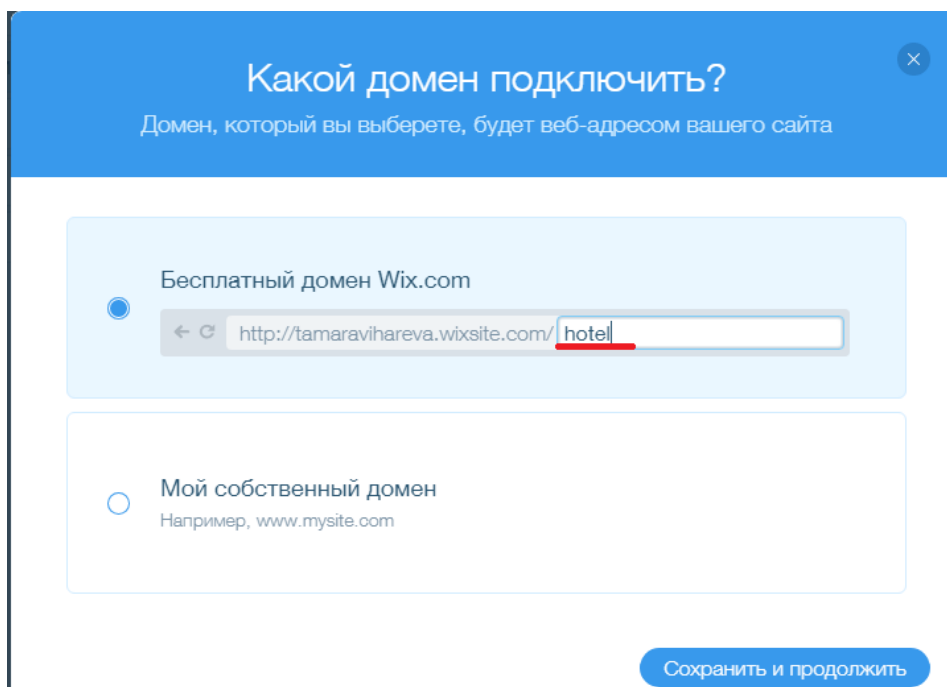 Какой домен подключить?
Домен, который вы выберете, будет веб-адресом вашего сайта
Бесплатный домен Wix.com
http://tamaravihareva.wixsite.com/ hotel
Мой собственный домен
Например, www.mysite.com
Сохранить и продолжить